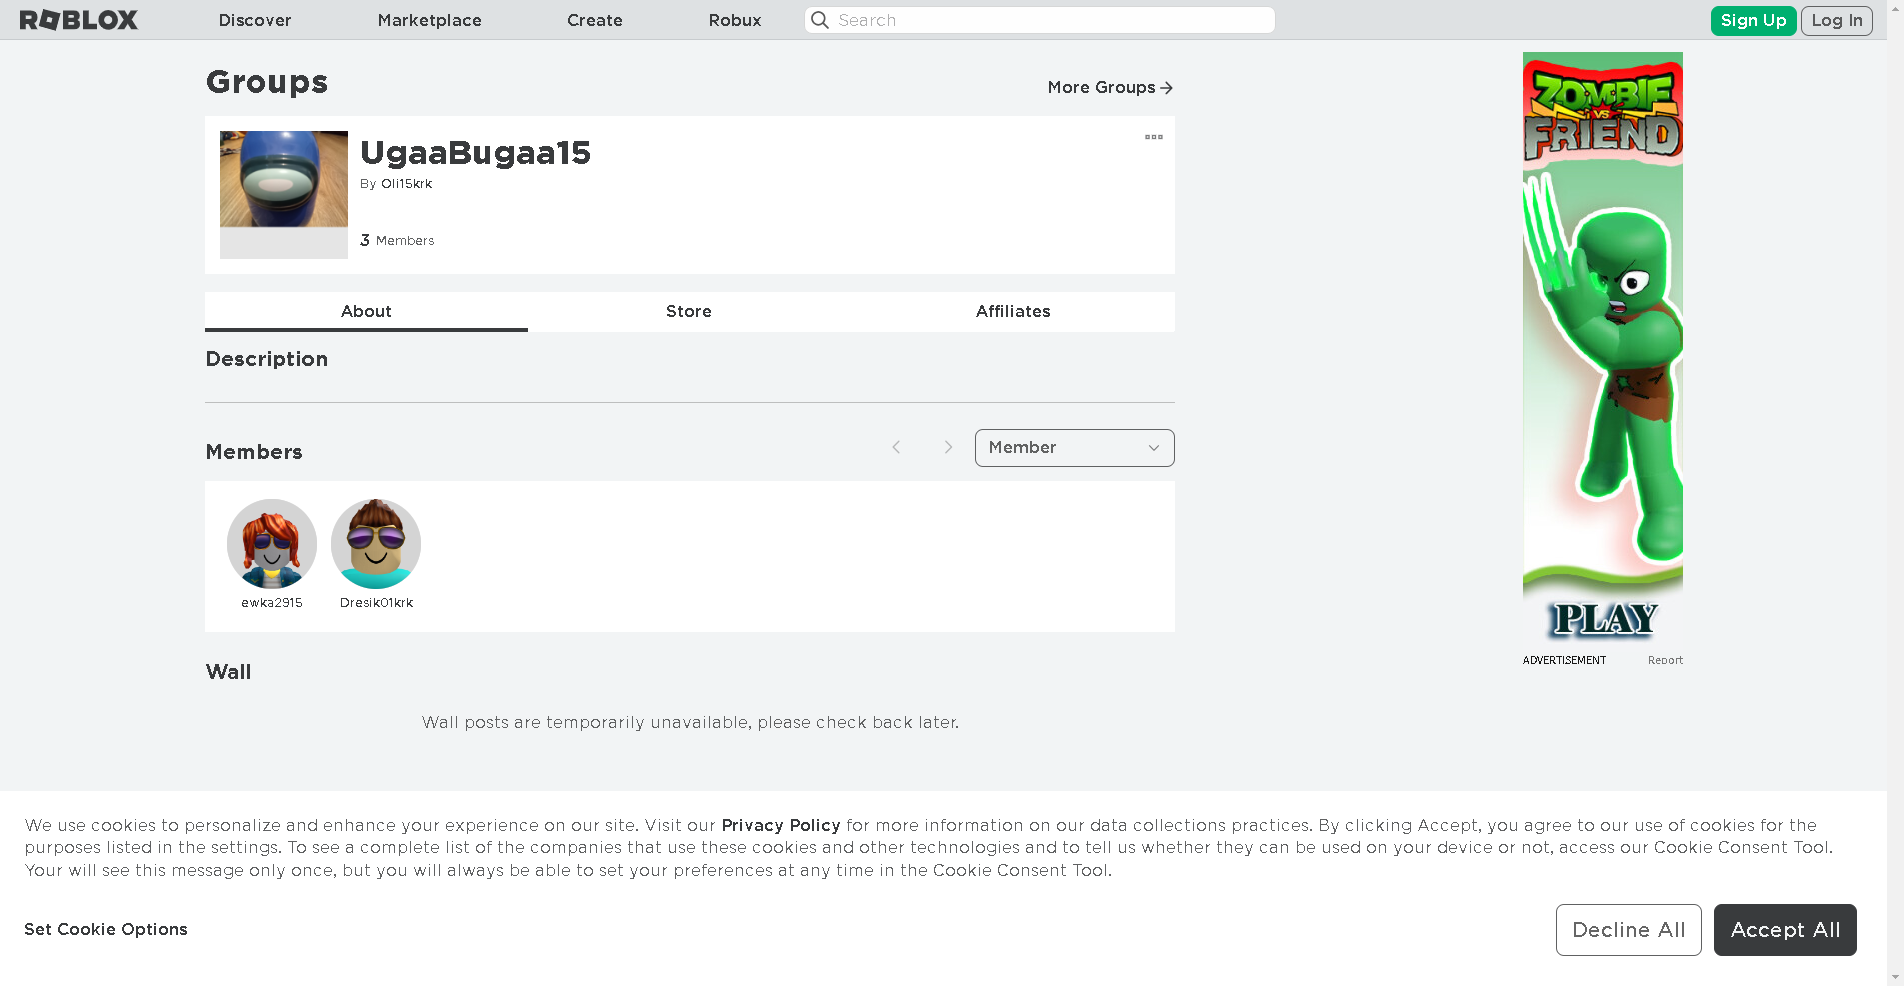 ROBLOX Discover Marketplace Create Robux Search Sign Up Log In
Groups
More Groups
UgaaBugaa15
By Oli15krk
3 Members
About Store Affiliates
Description
Members
Member
ewka2915 Dresik01krk
Wall
Wall posts are temporarily unavailable, please check back later.
ZOMBIE
VS
FRIEND
PLAY
ADVERTISEMENT Report
We use cookies to personalize and enhance your experience on our site. Visit our Privacy Policy for more information on our data collections practices. By clicking Accept, you agree to our use of cookies for the
purposes listed in the settings. To see a complete list of the companies that use these cookies and other technologies and to tell us whether they can be used on your device or not, access our Cookie Consent Tool.
Your will see this message only once, but you will always be able to set your preferences at any time in the Cookie Consent Tool.
Set Cookie Options
Decline All Accept All